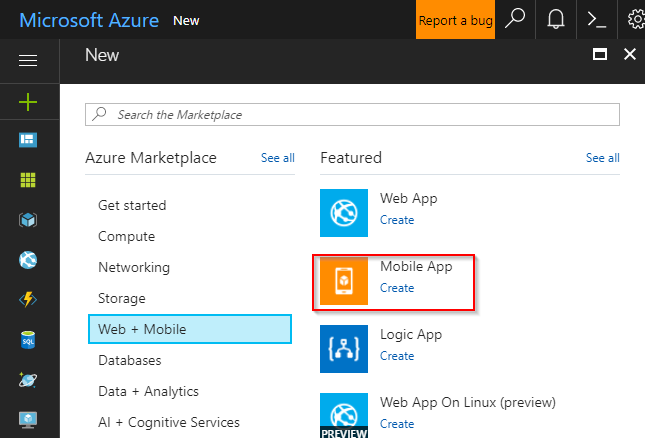 Microsoft Azure New
Report a bug
New
Search the Marketplace
Azure Marketplace See all
Get started
Compute
Networking
Storage
Web + Mobile
Databases
Data + Analytics
AI + Cognitive Services
Featured See all
Web App
Create
Mobile App
Create
Logic App
Create
Web App On Linux (preview)
Create
PREVIEW
SQL